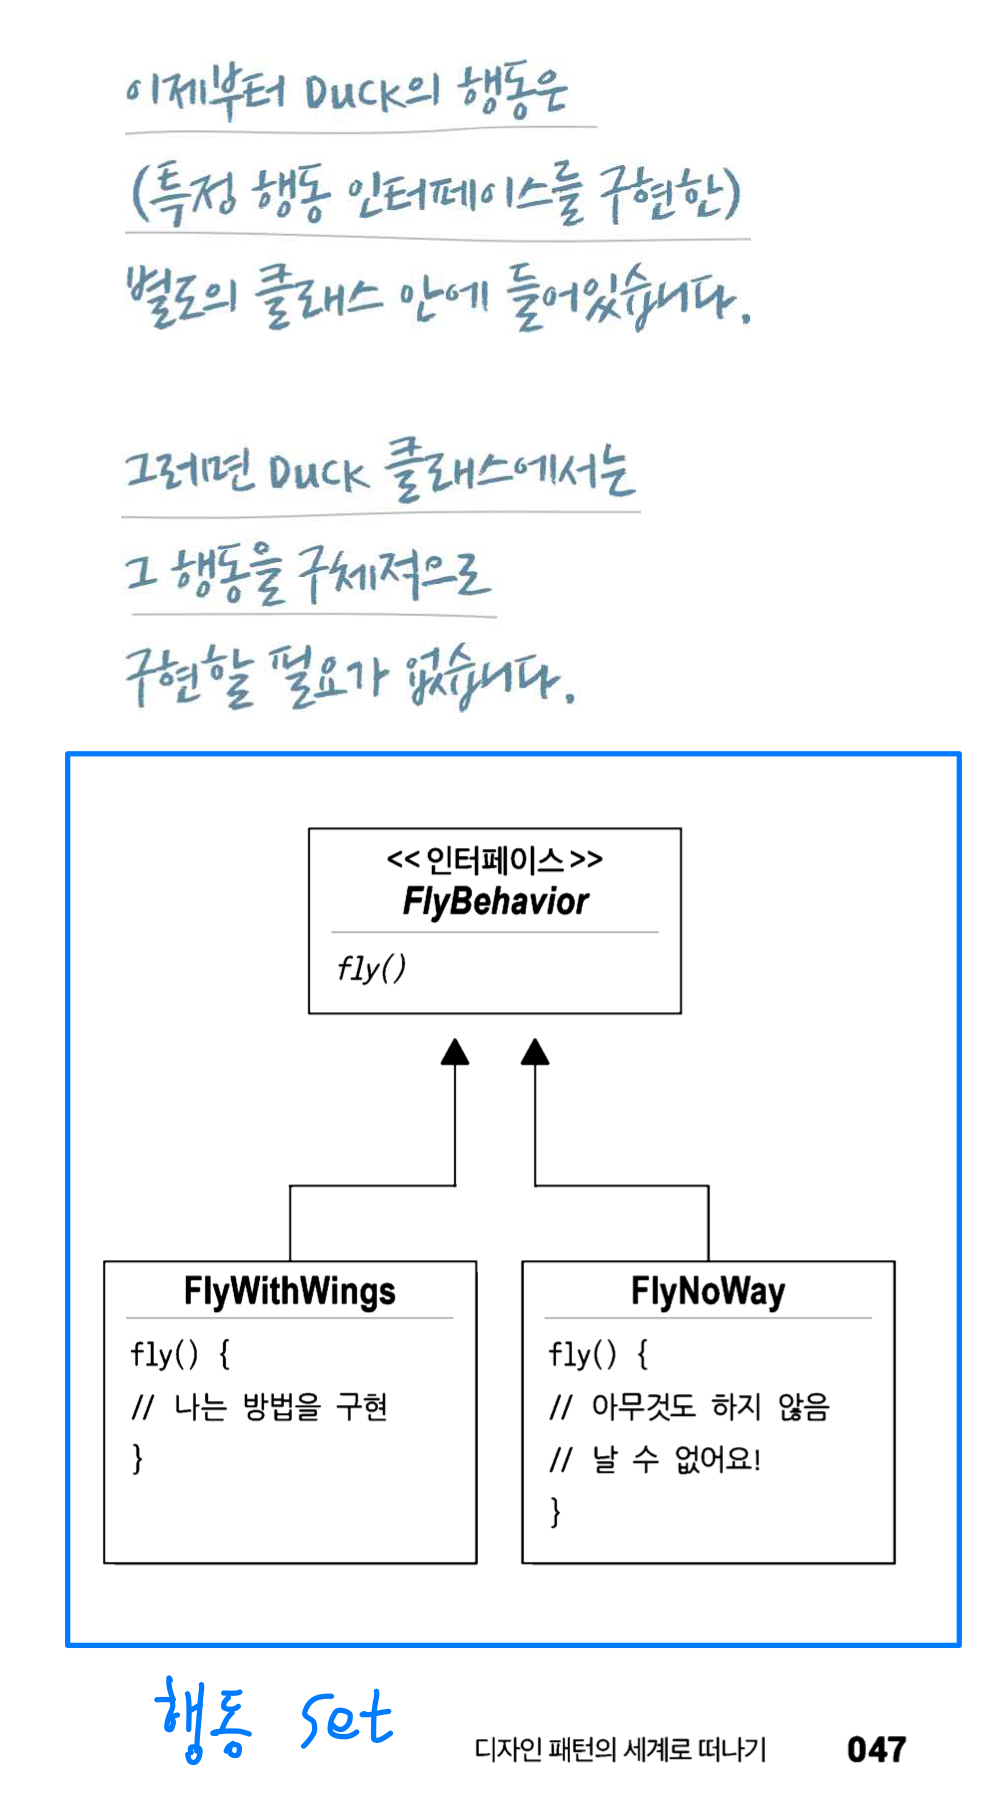 이제부터 Duck의 행동은
(특정 행동 인터페이스를 구현한)
별도의 클래스 안에 들어있습니다.
그러면 Duck 클래스에서는
그 행동을 구체적으로
구현할 필요가 없습니다.
<<인터페이스>>
FlyBehavior
fly()
FlyWithWings
fly() {
// 나는 방법을 구현
}
FlyNoWay
fly() {
// 아무것도 하지 않음
// 날 수 없어요!
}
행동 set
디자인 패턴의 세계로 떠나기 047